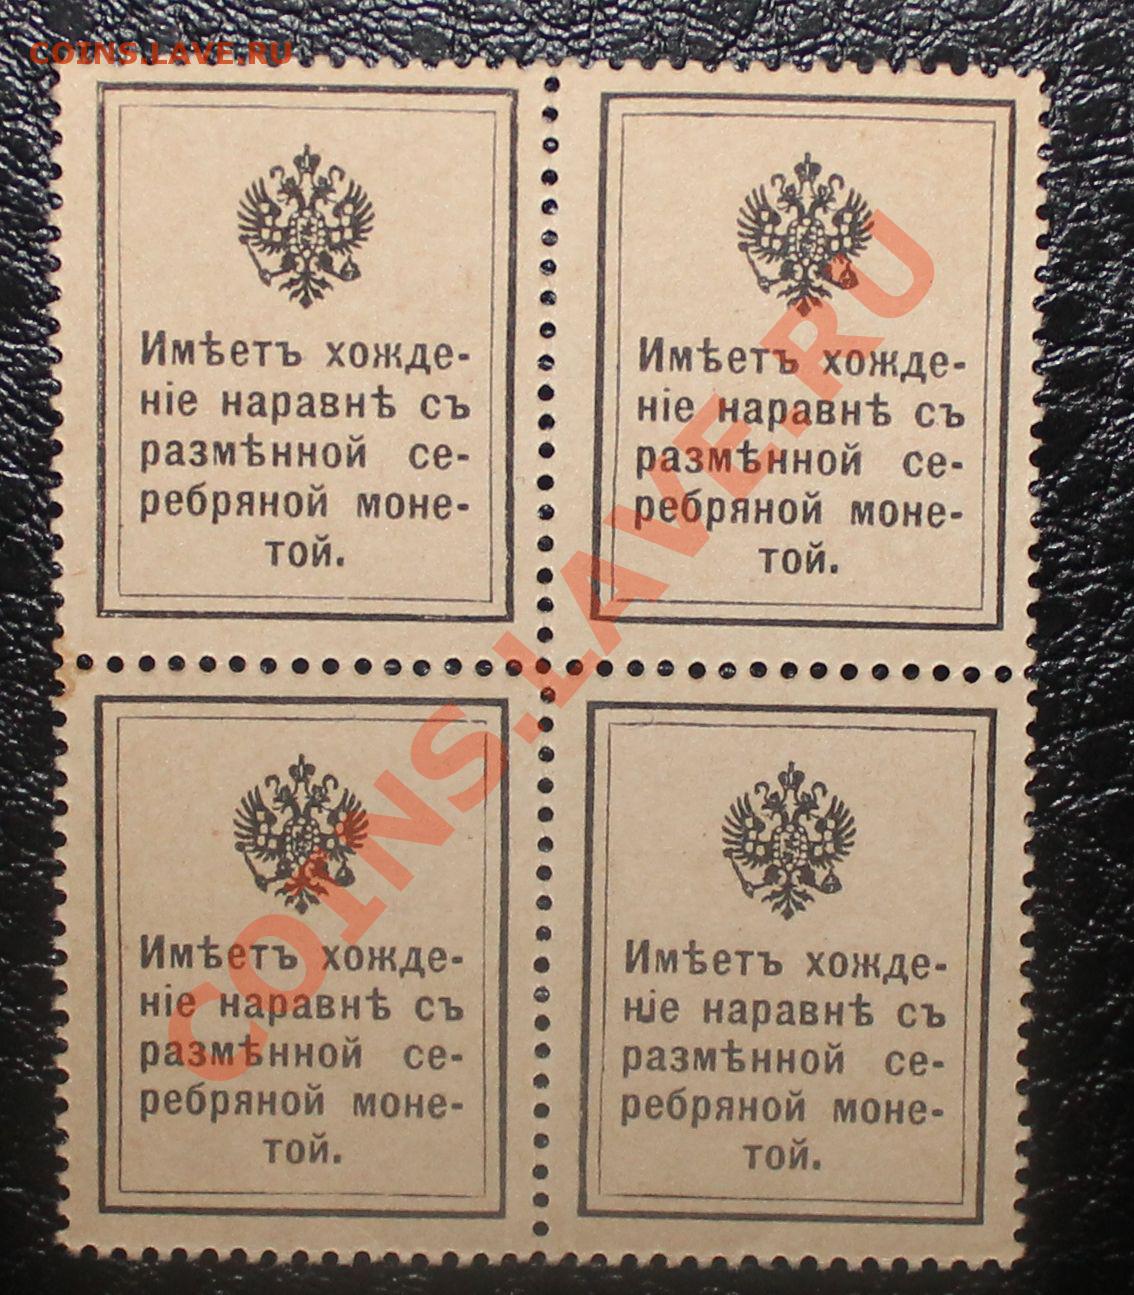 COINS.LAVE.RU
Имѣетъ хожде-
ніе наравнѣ съ
размѣнной се-
ребряной моне-
той.
Имѣетъ хожде-
ніе наравнѣ съ
размѣнной се-
ребряной моне-
той.
Имѣетъ хожде-
ніе наравнѣ съ
размѣнной се-
ребряной моне-
той.
Имѣетъ хожде-
ніе наравнѣ съ
размѣнной се-
ребряной моне-
той.
COINS.LAVE.RU